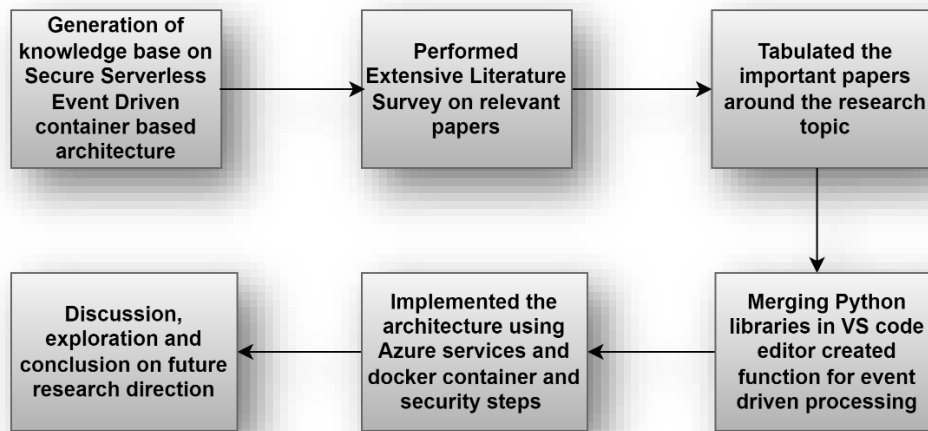 Generation of
knowledge base on
Secure Serverless
Event Driven
container based
architecture
Performed
Extensive Literature
Survey on relevant
papers
Tabulated the
important papers
around the research
topic
Merging Python
libraries in VS code
editor created
function for event
driven processing
Implemented the
architecture using
Azure services and
docker container and
security steps
Discussion,
exploration and
conclusion on future
research direction